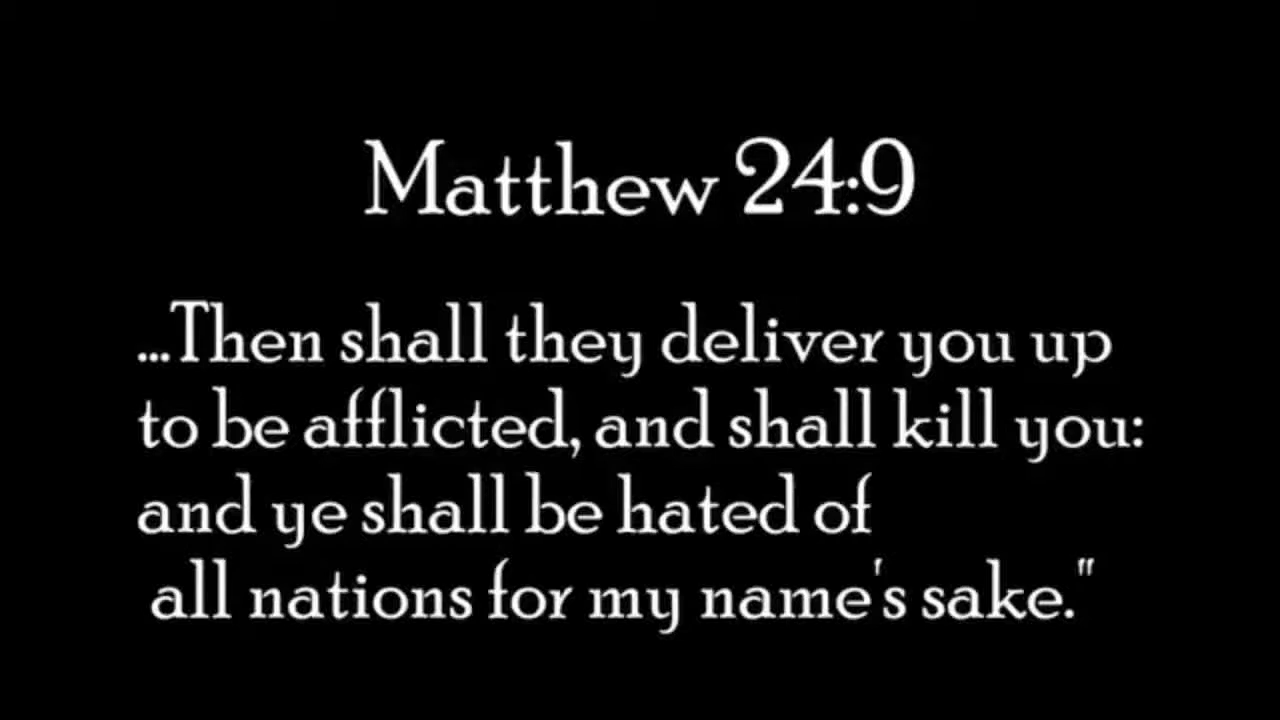 Matthew 24:9
...Then shall they deliver you up
to be afflicted, and shall kill you:
and ye shall be hated of
all nations for my name's sake."